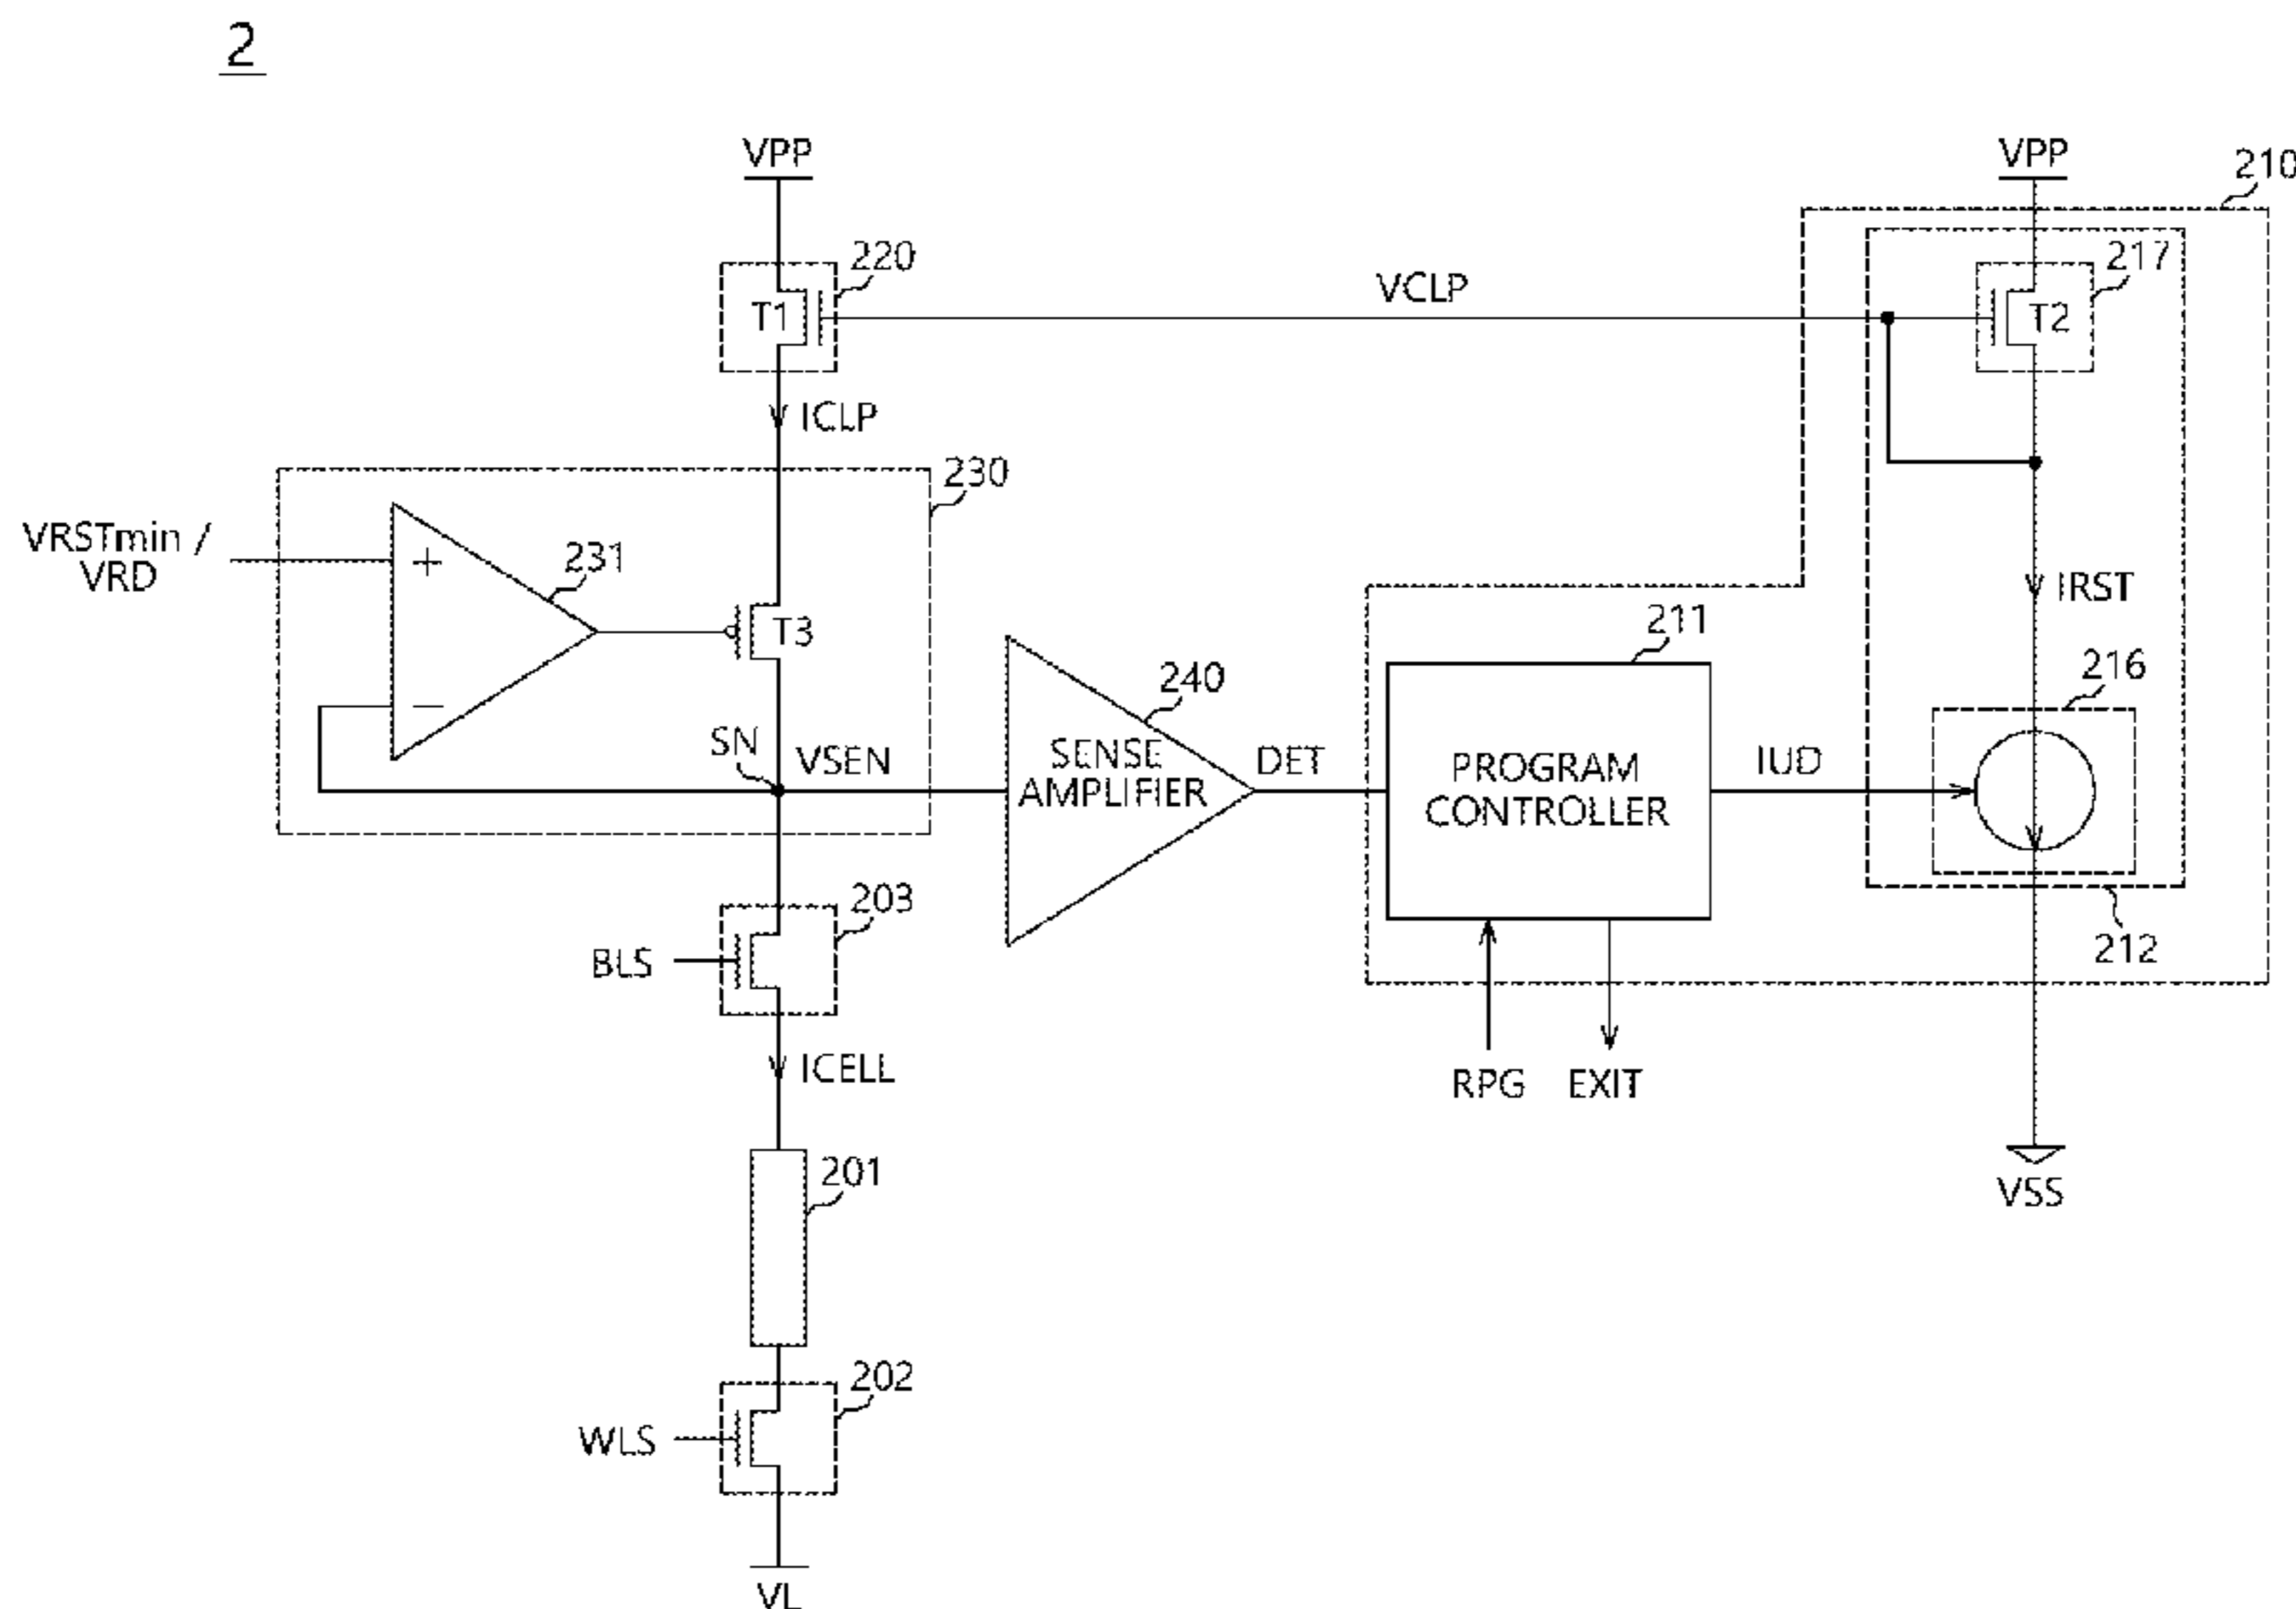 2
VPP
VPP
210
220
217
T1
VCLP
T2
ICLP
230
VRSTmin /
VRD
+
231
T3
IRST
211
216
240
−
SN
VSEN
SENSE
AMPLIFIER
DET
PROGRAM
CONTROLLER
IUD
203
212
BLS
ICELL
RPG
EXIT
201
VSS
202
WLS
VL